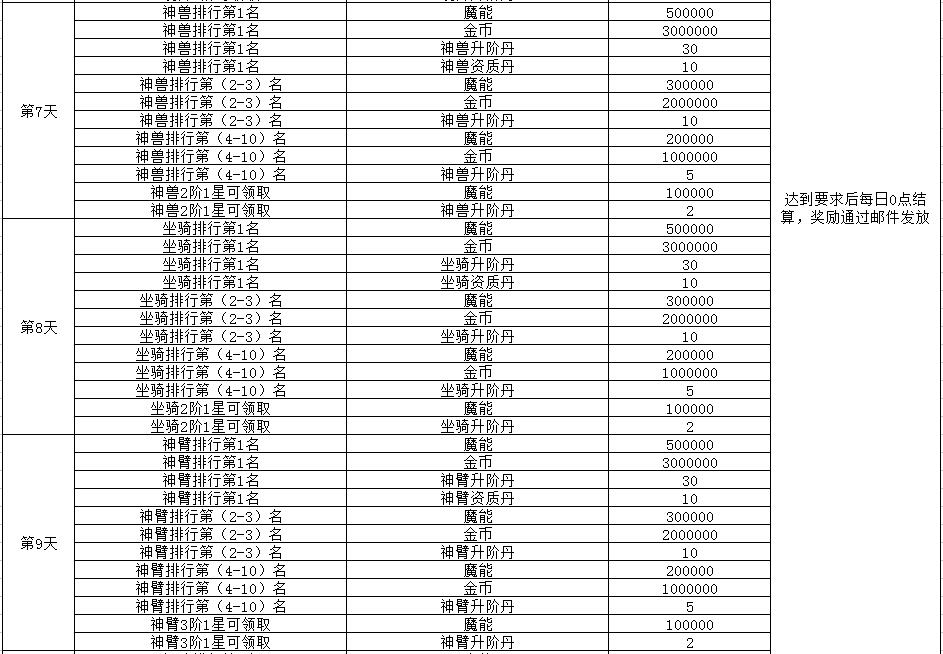 神兽排行第1名 魔能 500000
神兽排行第1名 金币 3000000
神兽排行第1名 神兽升阶丹 30
神兽排行第1名 神兽资质丹 10
神兽排行第（2-3）名 魔能 300000
神兽排行第（2-3）名 金币 2000000
第7天
神兽排行第（2-3）名 神兽升阶丹 10
神兽排行第（4-10）名 魔能 200000
神兽排行第（4-10）名 金币 1000000
神兽排行第（4-10）名 神兽升阶丹 5
神兽2阶1星可领取 魔能 100000
神兽2阶1星可领取 神兽升阶丹 2
达到要求后每日0点结
算，奖励通过邮件发放
坐骑排行第1名 魔能 500000
坐骑排行第1名 金币 3000000
坐骑排行第1名 坐骑升阶丹 30
坐骑排行第1名 坐骑资质丹 10
坐骑排行第（2-3）名 魔能 300000
坐骑排行第（2-3）名 金币 2000000
第8天
坐骑排行第（2-3）名 坐骑升阶丹 10
坐骑排行第（4-10）名 魔能 200000
坐骑排行第（4-10）名 金币 1000000
坐骑排行第（4-10）名 坐骑升阶丹 5
坐骑2阶1星可领取 魔能 100000
坐骑2阶1星可领取 坐骑升阶丹 2
神臂排行第1名 魔能 500000
神臂排行第1名 金币 3000000
神臂排行第1名 神臂升阶丹 30
神臂排行第1名 神臂资质丹 10
神臂排行第（2-3）名 魔能 300000
神臂排行第（2-3）名 金币 2000000
第9天
神臂排行第（2-3）名 神臂升阶丹 10
神臂排行第（4-10）名 魔能 200000
神臂排行第（4-10）名 金币 1000000
神臂排行第（4-10）名 神臂升阶丹 5
神臂3阶1星可领取 魔能 100000
神臂3阶1星可领取 神臂升阶丹 2